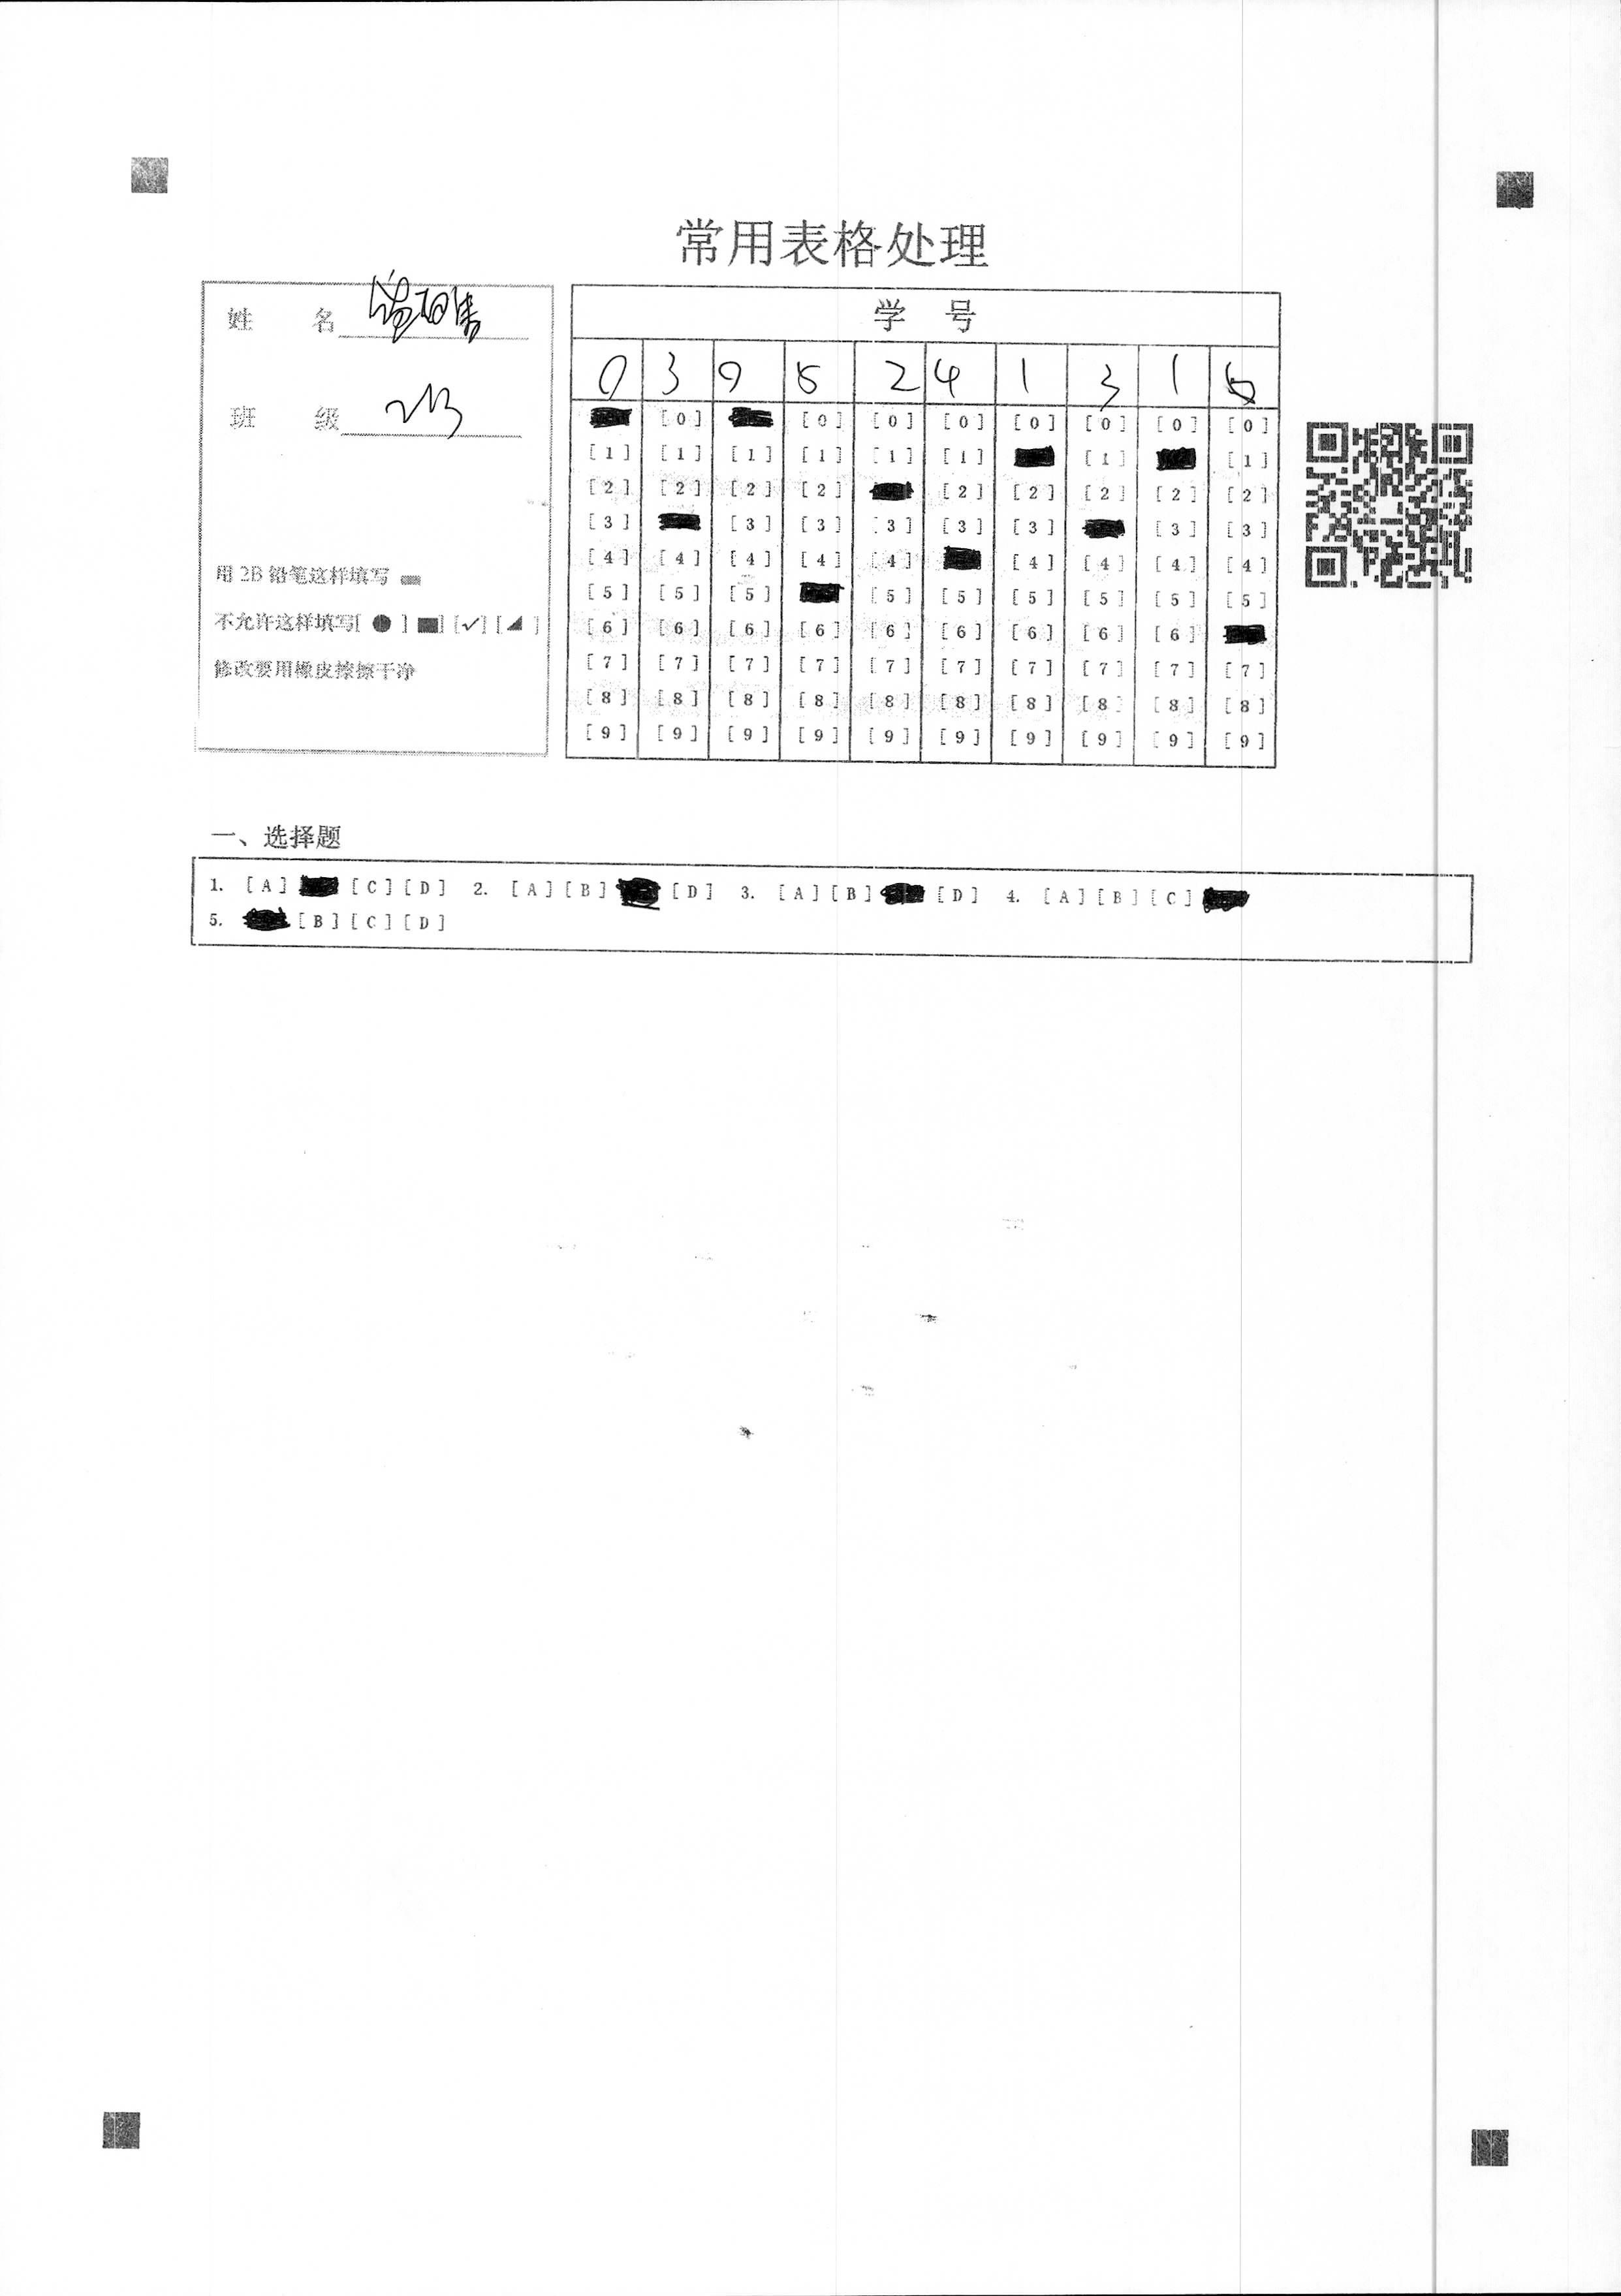 常用表格处理
姓 名
班 级
用 2B 铅笔这样填写
不允许这样填写[ ● ] [■] [✓] [◢ ]
修改要用橡皮擦擦干净
学 号
0 3 0 5 2 4 1 3 1 6
[0] [0] [0] [0] [0] [0] [0] [0]
[1] [1] [1] [1] [1] [1] [1] [1]
[2] [2] [2] [2] [2] [2] [2] [2] [2]
[3] [3] [3] [3] [3] [3] [3] [3]
[4] [4] [4] [4] [4] [4] [4] [4] [4]
[5] [5] [5] [5] [5] [5] [5] [5] [5]
[6] [6] [6] [6] [6] [6] [6] [6] [6]
[7] [7] [7] [7] [7] [7] [7] [7] [7] [7]
[8] [8] [8] [8] [8] [8] [8] [8] [8] [8]
[9] [9] [9] [9] [9] [9] [9] [9] [9] [9]
一、选择题
1. [A] [C] [D] 2. [A] [B] [D] 3. [A] [B] [D] 4. [A] [B] [C]
5. [B] [C] [D]